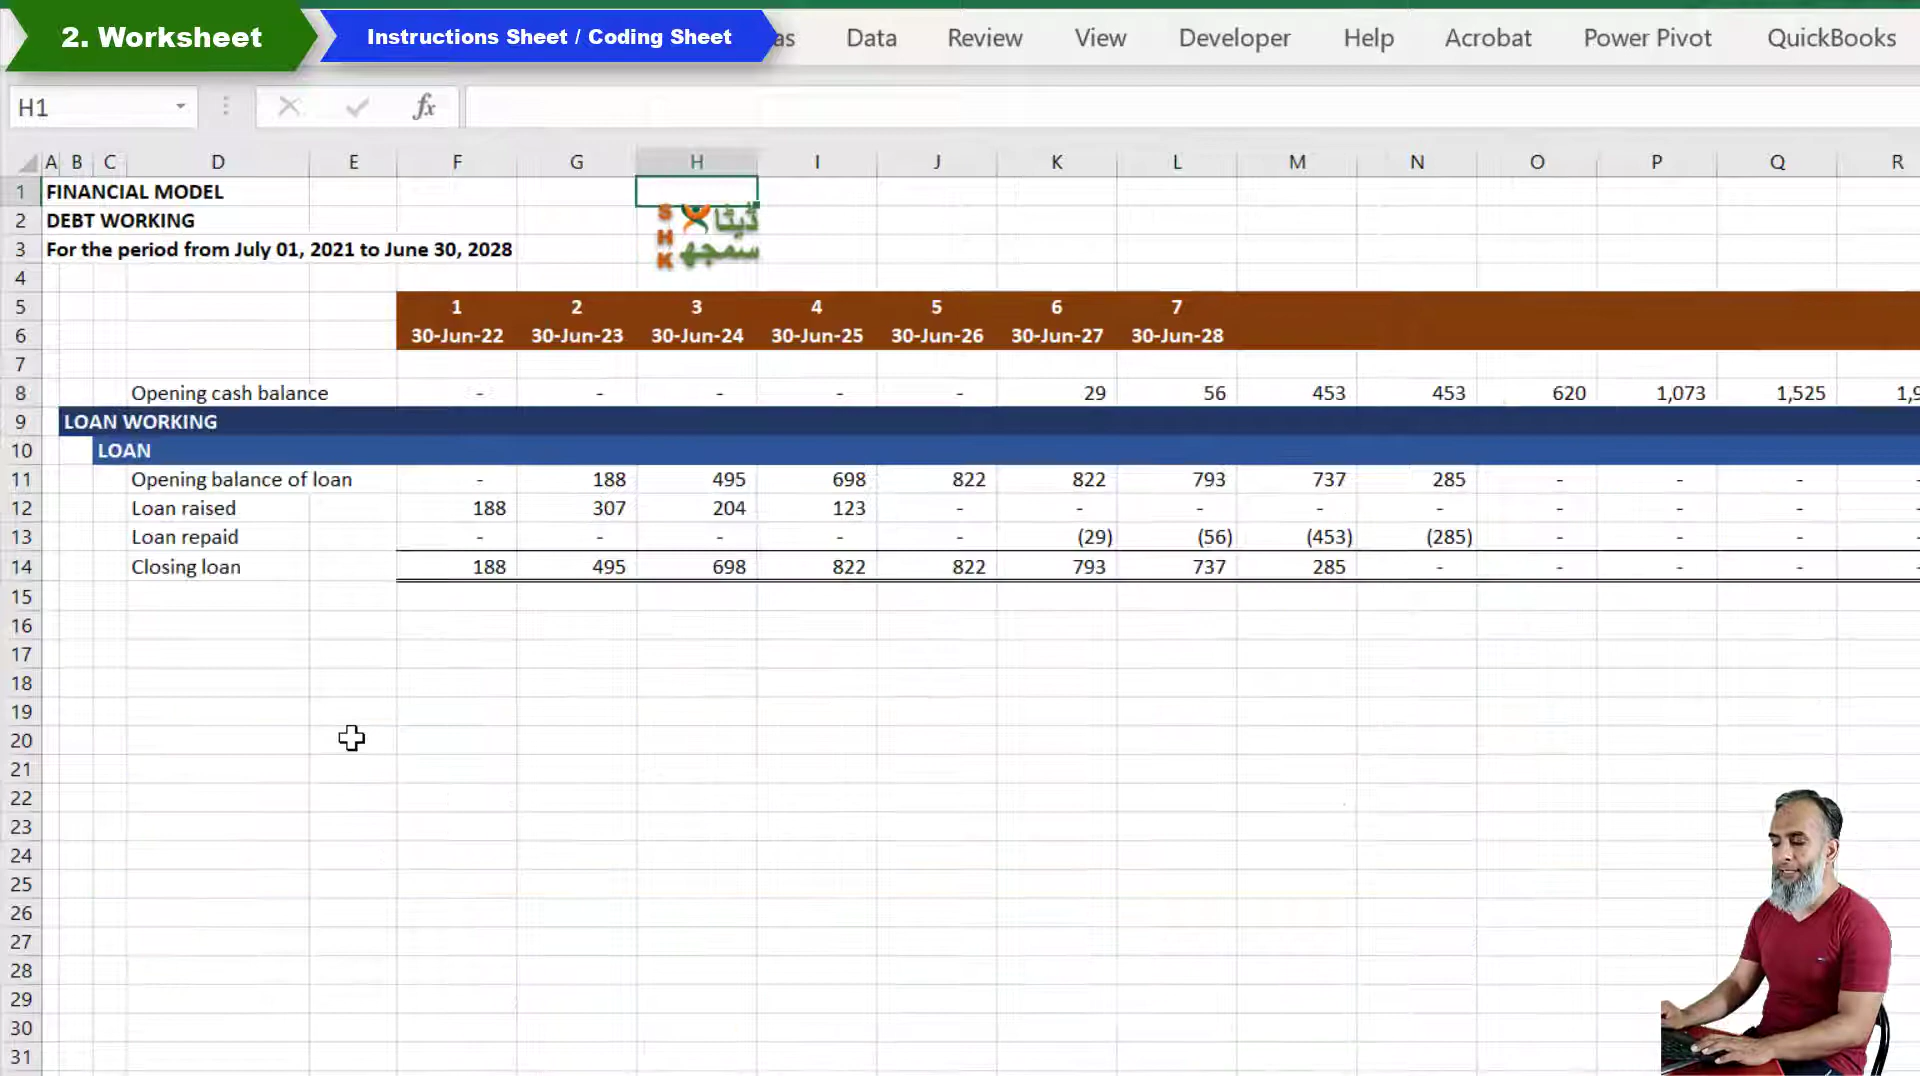 2. Worksheet
Instructions Sheet / Coding Sheet
as Data Review View Developer Help Acrobat Power Pivot QuickBooks
H1 fx
A B C D E F G H I J K L M N O P Q R
1 FINANCIAL MODEL
2 DEBT WORKING
3 For the period from July 01, 2021 to June 30, 2028
SHK ڈیٹا سمجھ
4
5 1 2 3 4 5 6 7
6 30-Jun-22 30-Jun-23 30-Jun-24 30-Jun-25 30-Jun-26 30-Jun-27 30-Jun-28
7
8 Opening cash balance - - - - - 29 56 453 453 620 1,073 1,525 1,9
9 LOAN WORKING
10 LOAN
11 Opening balance of loan - 188 495 698 822 822 793 737 285 - - - -
12 Loan raised 188 307 204 123 - - - - - - - - -
13 Loan repaid - - - - - (29) (56) (453) (285) - - - -
14 Closing loan 188 495 698 822 822 793 737 285 - - - - -
15
16
17
18
19
20
21
22
23
24
25
26
27
28
29
30
31